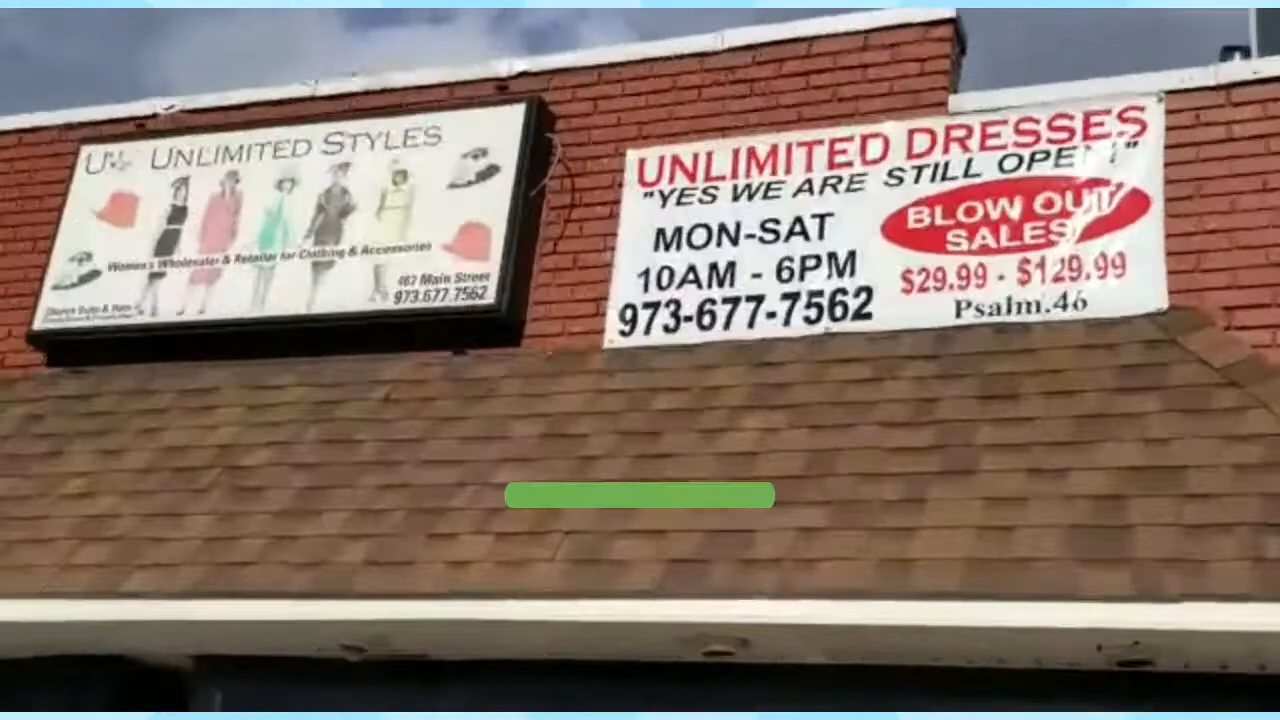 UNLIMITED STYLES
Women's Wholesaler & Retailer for Clothing & Accessories
467 Main Street
973.677.7562
UNLIMITED DRESSES
"YES WE ARE STILL OPEN"
MON-SAT
10AM - 6PM
973-677-7562
BLOW OUT
SALES
$29.99 - $129.99
Psalm.46